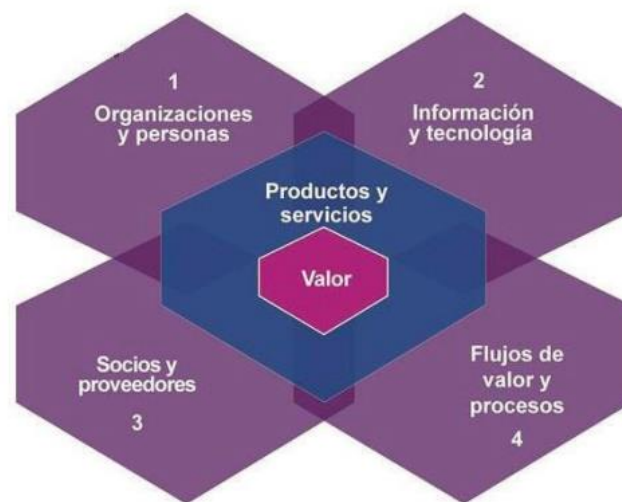 1
Organizaciones
y personas
2
Información
y tecnología
Productos y
servicios
Valor
Socios y
proveedores
3
Flujos de
valor y
procesos
4